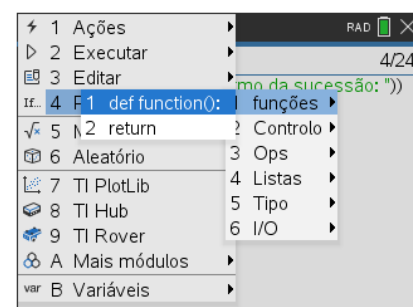 1 Ações
RAD
2 Executar
4/24
3 Editar
mo da sucessão: "))
If... 4
1 def function():
funções
5
2 return
2 Controlo
6 Aleatório
3 Ops
7 TI PlotLib
4 Listas
8 TI Hub
5 Tipo
9 TI Rover
6 I/O
A Mais módulos
var B Variáveis